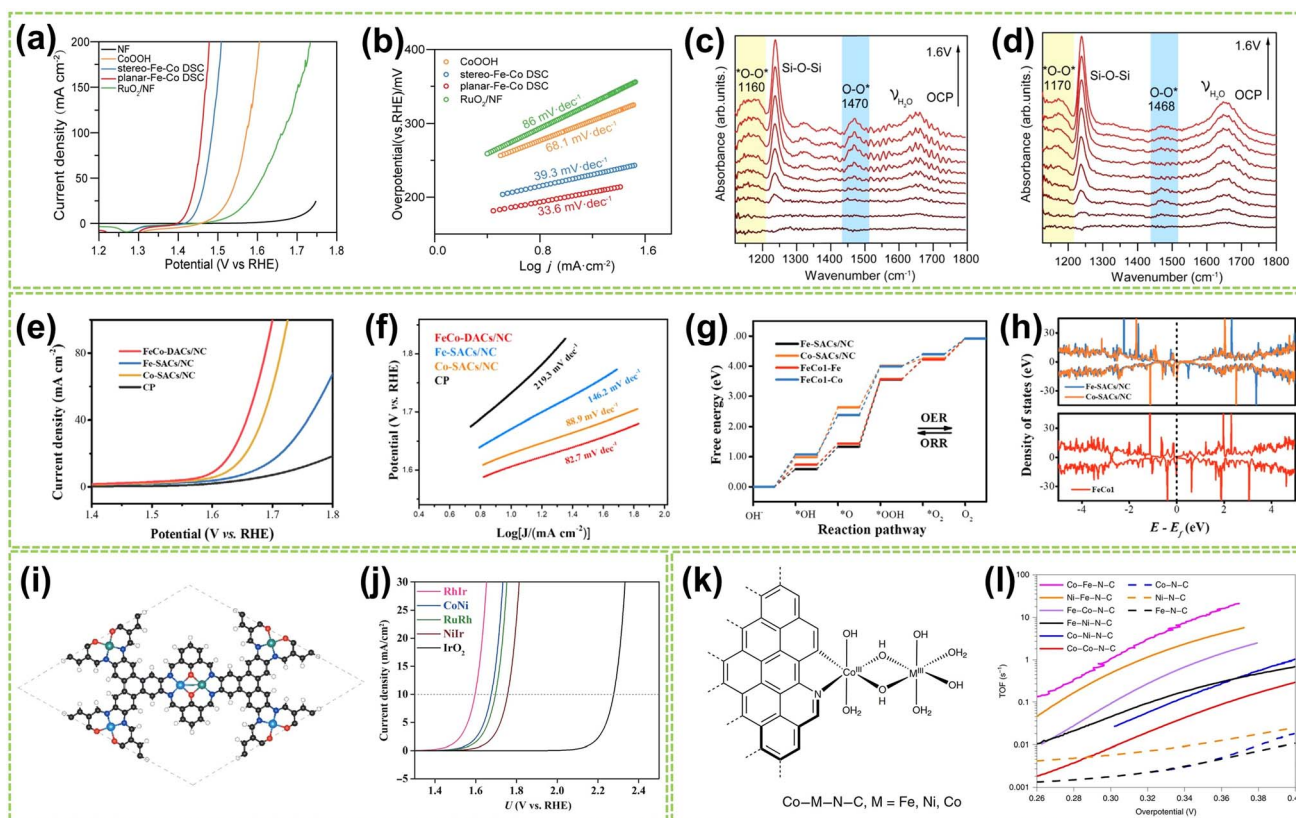 (a)
200
150
100
50
0
1.2 1.3 1.4 1.5 1.6 1.7 1.8
Current density (mA cm⁻²)
Potential (V vs RHE)
NF
CoOOH
stereo-Fe-Co DSC
planar-Fe-Co DSC
RuO₂/NF
(b)
400
300
200
0.0 0.8 1.6
Overpotential(vs.RHE)/mV
Log j (mA·cm⁻²)
CoOOH
stereo-Fe-Co DSC
planar-Fe-Co DSC
RuO₂/NF
86 mV·dec⁻¹
68.1 mV·dec⁻¹
39.3 mV·dec⁻¹
33.6 mV·dec⁻¹
(c)
*O-O*
1160
Si-O-Si
O-O*
1470
νH₂O
1.6V
OCP
Absorbance (arb.units.)
1200 1300 1400 1500 1600 1700 1800
Wavenumber (cm⁻¹)
(d)
*O-O*
1170
Si-O-Si
O-O*
1468
νH₂O
1.6V
OCP
Absorbance (arb.units.)
1200 1300 1400 1500 1600 1700 1800
Wavenumber (cm⁻¹)
(e)
80
40
0
1.4 1.5 1.6 1.7 1.8
Current density (mA cm⁻²)
Potential (V vs. RHE)
FeCo-DACs/NC
Fe-SACs/NC
Co-SACs/NC
CP
(f)
1.8
1.7
1.6
0.4 0.8 1.2 1.6 2.0
Potential (V vs. RHE)
Log[J/(mA cm⁻²)]
FeCo-DACs/NC
Fe-SACs/NC
Co-SACs/NC
CP
219.3 mV dec⁻¹
146.2 mV dec⁻¹
88.9 mV dec⁻¹
82.7 mV dec⁻¹
(g)
.00
4.00
3.00
2.00
1.00
0.00
Free energy (eV)
Fe-SACs/NC
Co-SACs/NC
FeCo1-Fe
FeCo1-Co
OER
ORR
OH⁻ *OH *O *OOH *O₂ O₂
Reaction pathway
(h)
30
0
-30
Fe-SACs/NC
Co-SACs/NC
30
0
-30
FeCo1
-4 -2 0 2 4
Density of states (eV)
E - Ef (eV)
(i)
(j)
30
25
20
15
10
5
0
−5
1.4 1.6 1.8 2.0 2.2 2.4
Current density (mA/cm²)
U (V vs. RHE)
RhIr
CoNi
RuRh
NiIr
IrO₂
(k)
OH
H
OH
OH₂
Coᴵᴵᴵ
Mᴵᴵᴵ
N
O
O
OH
OH₂
H
OH₂
Co–M–N–C, M = Fe, Ni, Co
(l)
100
10
1
0.1
0.01
0.001
0.26 0.28 0.30 0.32 0.34 0.36 0.38 0.4
TOF (s⁻¹)
Overpotential (V)
Co–Fe–N–C
Ni–Fe–N–C
Fe–Co–N–C
Fe–Ni–N–C
Co–Ni–N–C
Co–Co–N–C
Co–N–C
Ni–N–C
Fe–N–C